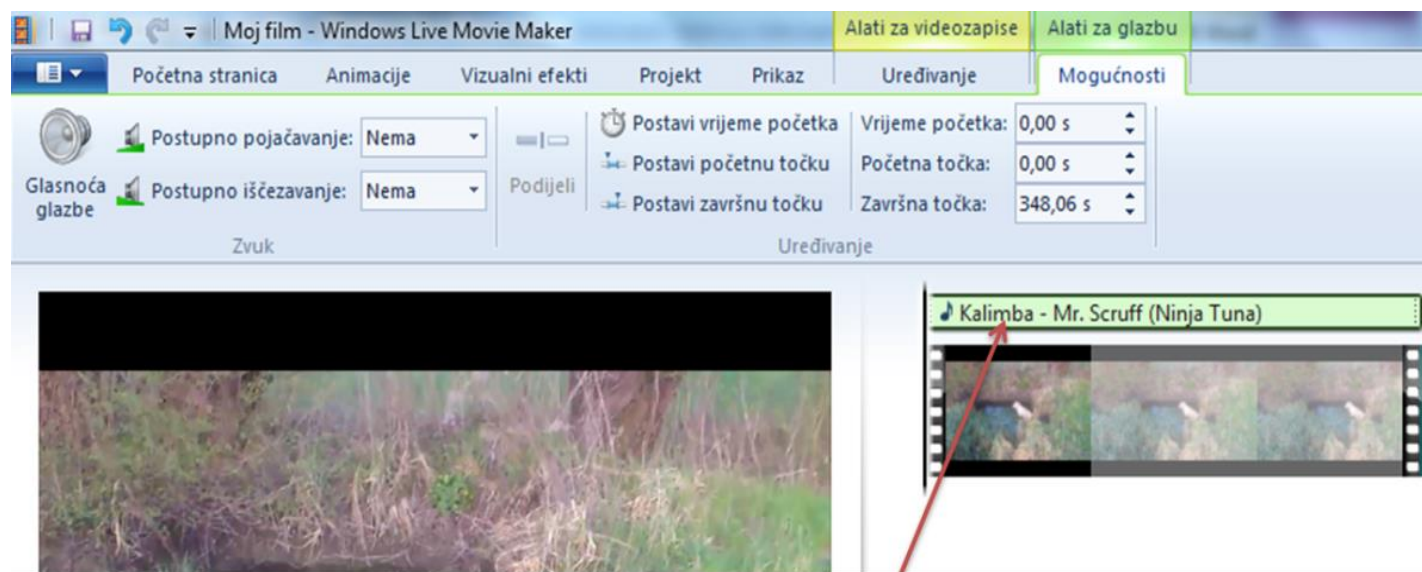 Moj film - Windows Live Movie Maker
Alati za videozapise
Alati za glazbu
Početna stranica
Animacije
Vizualni efekti
Projekt
Prikaz
Uređivanje
Mogućnosti
Glasnoća
glazbe
Postupno pojačavanje: Nema
Postupno iščezavanje: Nema
Zvuk
Podijeli
Postavi vrijeme početka
Postavi početnu točku
Postavi završnu točku
Vrijeme početka: 0,00 s
Početna točka: 0,00 s
Završna točka: 348,06 s
Uređivanje
Kalimba - Mr. Scruff (Ninja Tuna)